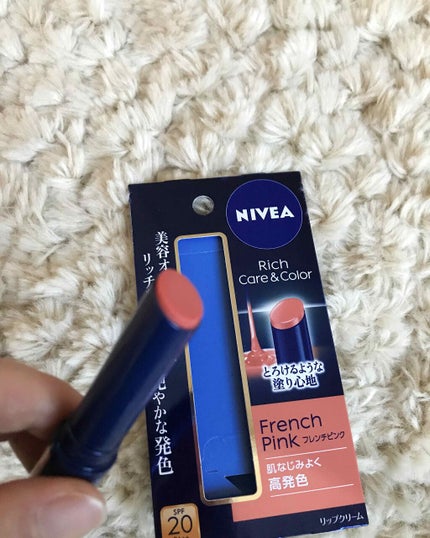 NIVEA
Rich
Care & Color
美容オ
リッチ
やかな発色
とろけるような
塗り心地
French
Pink フレンチピンク
肌なじみよく
高発色
SPF
20
リップクリーム